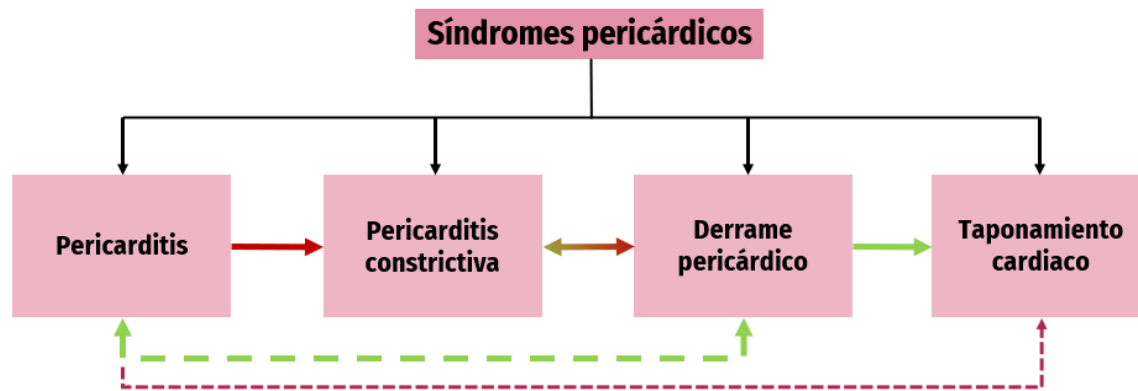 Síndromes pericárdicos
Pericarditis
Pericarditis
constrictiva
Derrame
pericárdico
Taponamiento
cardiaco